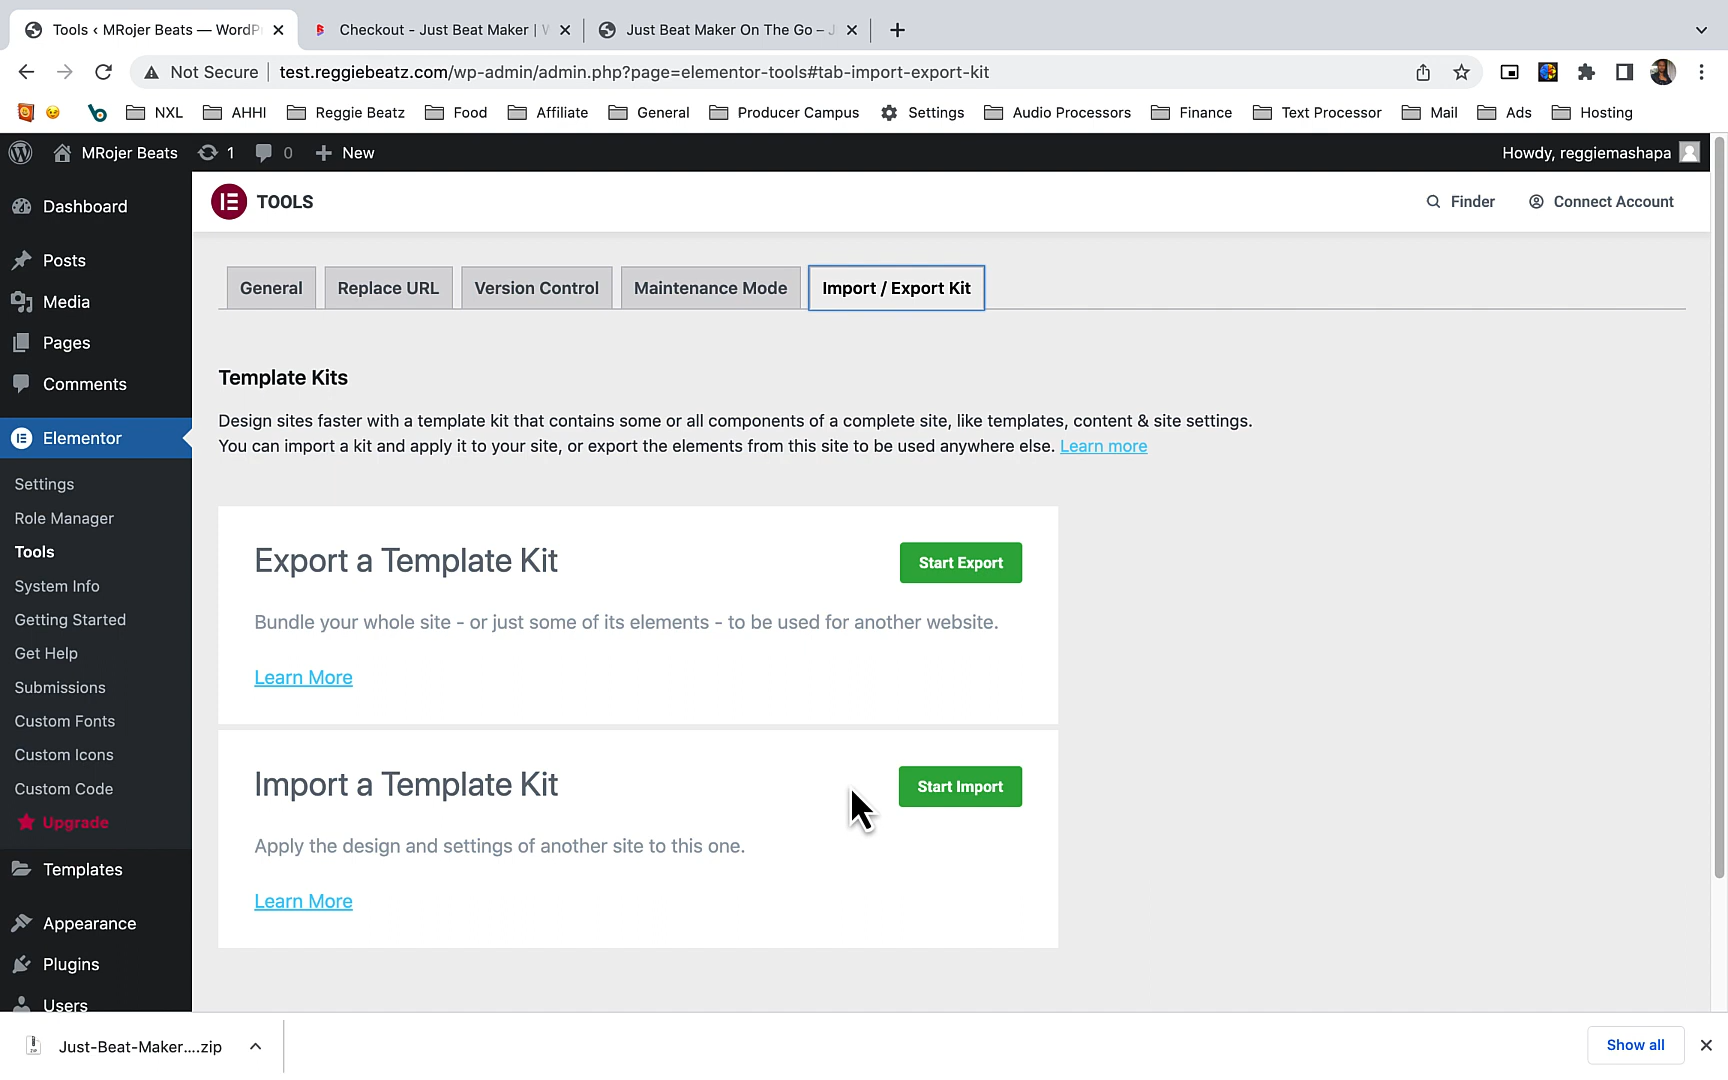 Tools ‹ MRojer Beats — WordP
Checkout - Just Beat Maker |
Just Beat Maker On The Go –
Not Secure
test.reggiebeatz.com/wp-admin/admin.php?page=elementor-tools#tab-import-export-kit
NXL
AHHI
Reggie Beatz
Food
Affiliate
General
Producer Campus
Settings
Audio Processors
Finance
Text Processor
Mail
Ads
Hosting
MRojer Beats
1
0
New
Howdy, reggiemashapa
Dashboard
Posts
Media
Pages
Comments
Elementor
Settings
Role Manager
Tools
System Info
Getting Started
Get Help
Submissions
Custom Fonts
Custom Icons
Custom Code
Upgrade
Templates
Appearance
Plugins
Users
TOOLS
Finder
Connect Account
General
Replace URL
Version Control
Maintenance Mode
Import / Export Kit
Template Kits
Design sites faster with a template kit that contains some or all components of a complete site, like templates, content & site settings.
You can import a kit and apply it to your site, or export the elements from this site to be used anywhere else. Learn more
Export a Template Kit
Start Export
Bundle your whole site - or just some of its elements - to be used for another website.
Learn More
Import a Template Kit
Start Import
Apply the design and settings of another site to this one.
Learn More
Just-Beat-Maker....zip
Show all